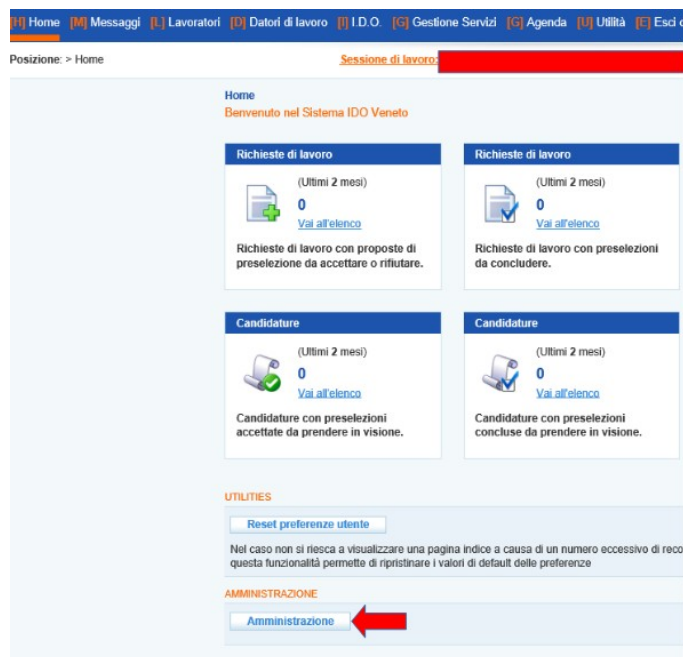 [H] Home [M] Messaggi [L] Lavoratori [D] Datori di lavoro [I] I.D.O. [G] Gestione Servizi [G] Agenda [U] Utilità [E] Esci
Posizione: > Home Sessione di lavoro:
Home
Benvenuto nel Sistema IDO Veneto
Richieste di lavoro Richieste di lavoro
(Ultimi 2 mesi) (Ultimi 2 mesi)
0 0
Vai all'elenco Vai all'elenco
Richieste di lavoro con proposte di Richieste di lavoro con preselezioni
preselezione da accettare o rifiutare. da concludere.
Candidature Candidature
(Ultimi 2 mesi) (Ultimi 2 mesi)
0 0
Vai all'elenco Vai all'elenco
Candidature con preselezioni Candidature con preselezioni
accettate da prendere in visione. concluse da prendere in visione.
UTILITIES
Reset preferenze utente
Nel caso non si riesca a visualizzare una pagina indice a causa di un numero eccessivo di reco
questa funzionalità permette di ripristinare i valori di default delle preferenze
AMMINISTRAZIONE
Amministrazione